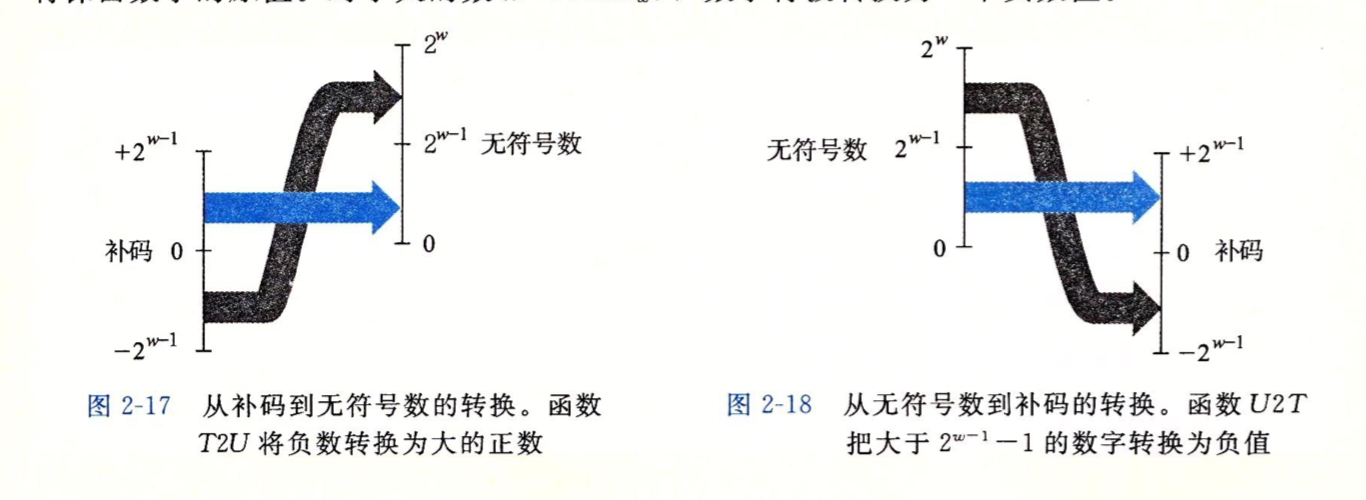 2^w
2^{w-1} 无符号数
+2^{w-1}
补码 0
0
-2^{w-1}
图 2-17 从补码到无符号数的转换。函数
T2U 将负数转换为大的正数
2^w
无符号数 2^{w-1}
+2^{w-1}
0
0 补码
-2^{w-1}
图 2-18 从无符号数到补码的转换。函数 U2T
把大于 2^{w-1}-1 的数字转换为负值